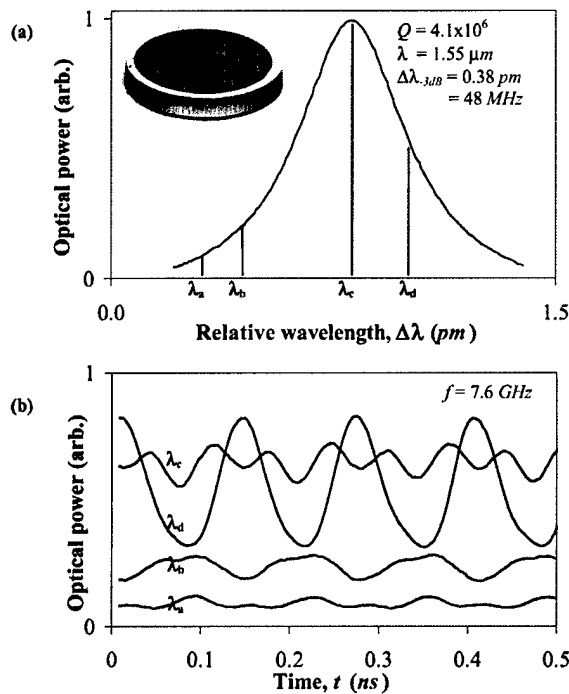 (a)
Optical power (arb.)
1
0
Q = 4.1x10⁶
λ = 1.55 μm
Δλ-3dB = 0.38 pm
= 48 MHz
λa λb λc λd
0.0 1.5
Relative wavelength, Δλ (pm)
(b)
Optical power (arb.)
1
0
f = 7.6 GHz
λc
λd
λb
λa
0 0.1 0.2 0.3 0.4 0.5
Time, t (ns)